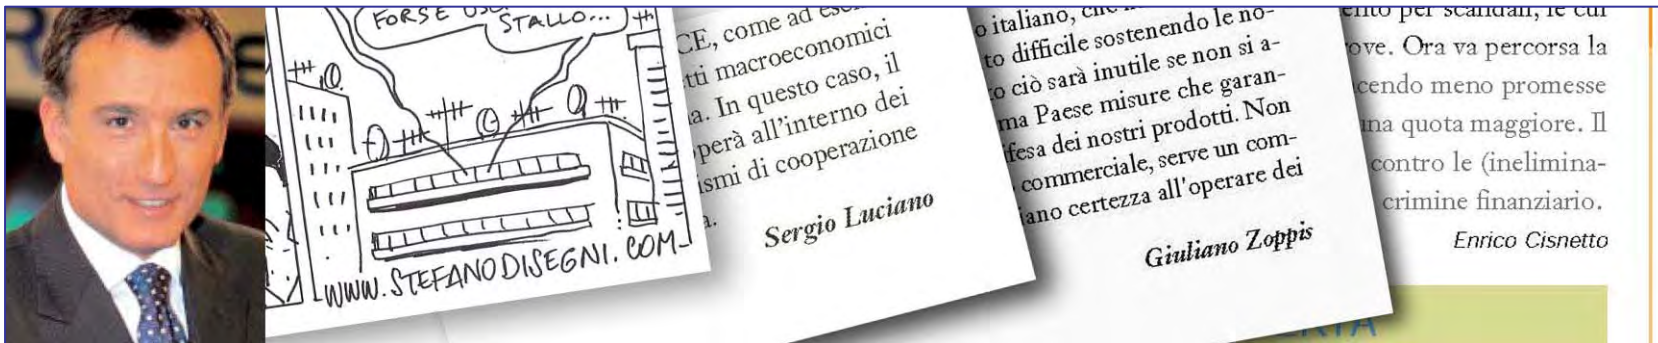 FORSE
STALLO...
WWW.STEFANODISEGNI.COM
CE, come ad
tti macroeconomici
a. In questo caso, il
perà all'interno dei
ismi di cooperazione
a.
Sergio Luciano
o italiano, che
to difficile sostenendo le no-
o ciò sarà inutile se non si a-
ma Paese misure che garan-
fesa dei nostri prodotti. Non
commerciale, serve un com-
iano certezza all'operare dei
Giuliano Zoppis
ento per scandali, le cui
ove. Ora va percorsa la
cendo meno promesse
na quota maggiore. Il
contro le (inelimina-
crimine finanziario.
Enrico Cisnetto